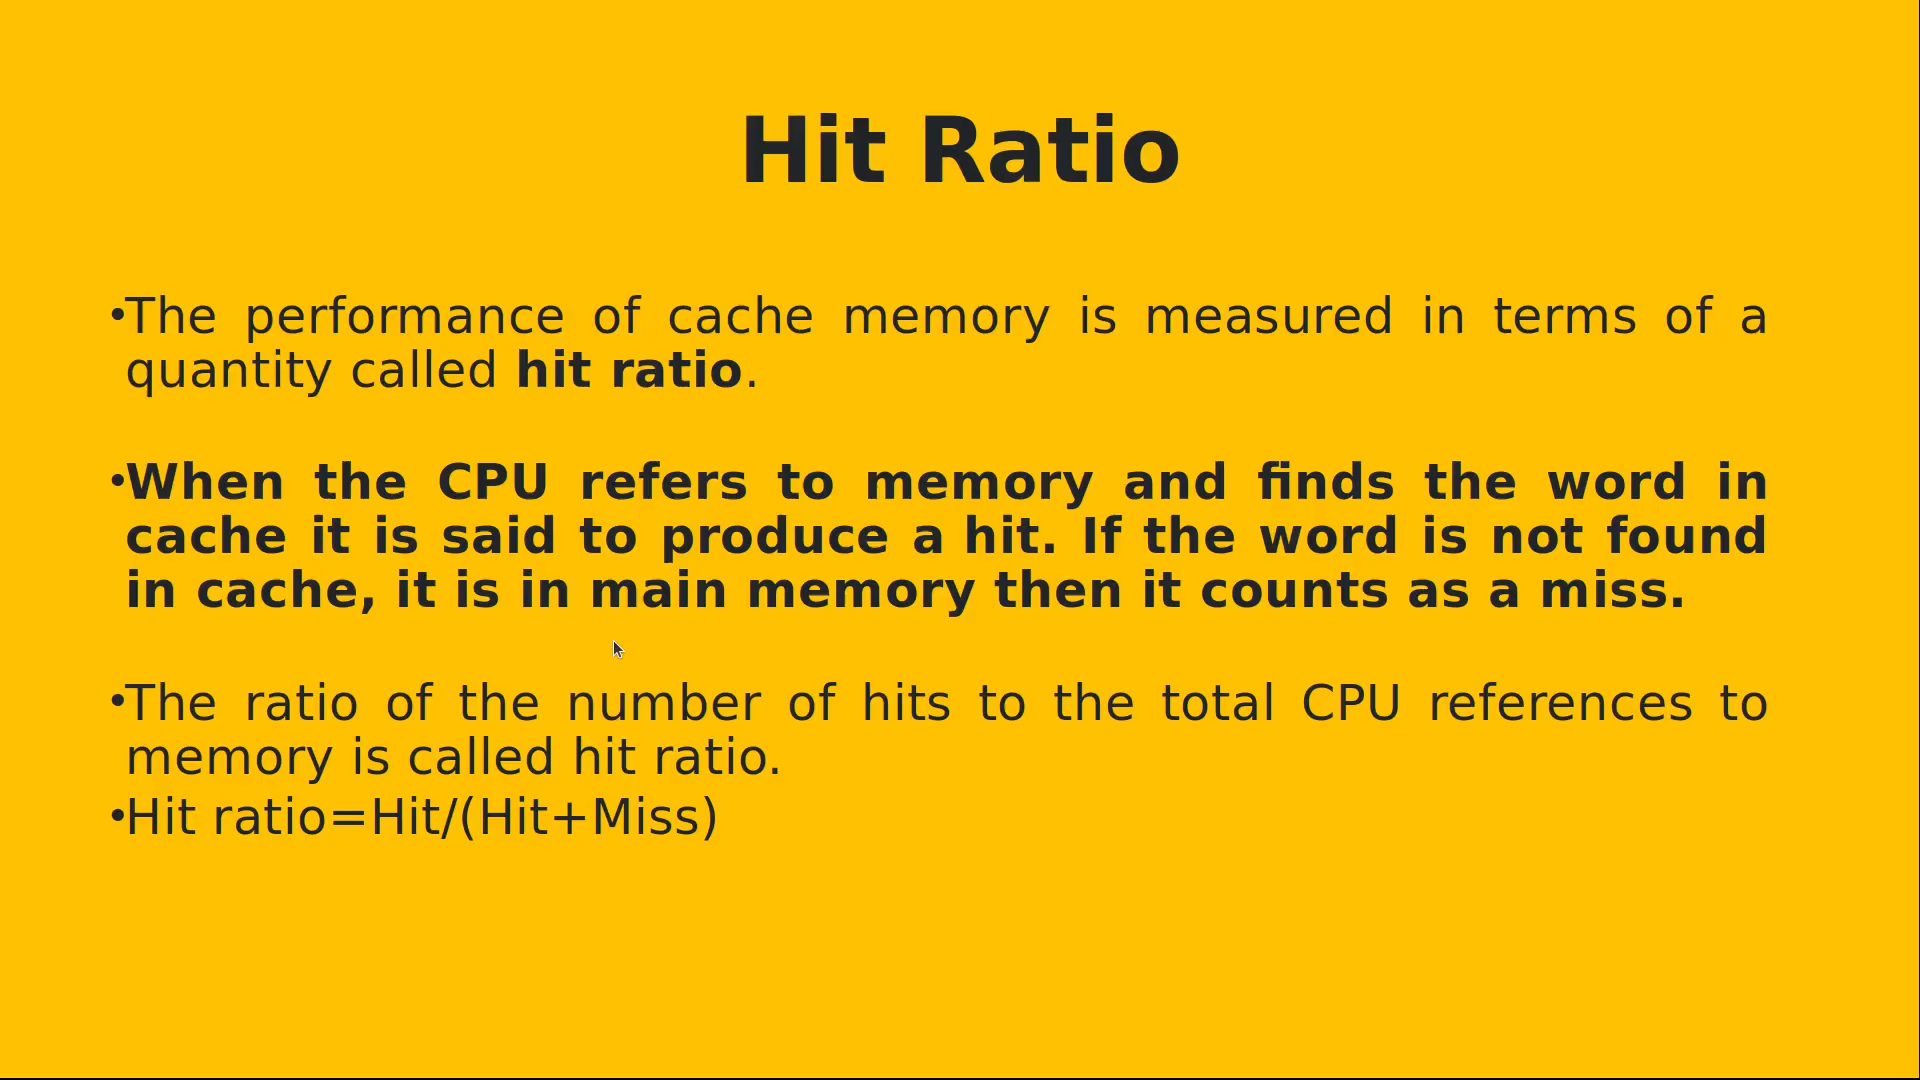 Hit Ratio
•The performance of cache memory is measured in terms of a
quantity called hit ratio.
•When the CPU refers to memory and finds the word in
cache it is said to produce a hit. If the word is not found
in cache, it is in main memory then it counts as a miss.
•The ratio of the number of hits to the total CPU references to
memory is called hit ratio.
•Hit ratio=Hit/(Hit+Miss)